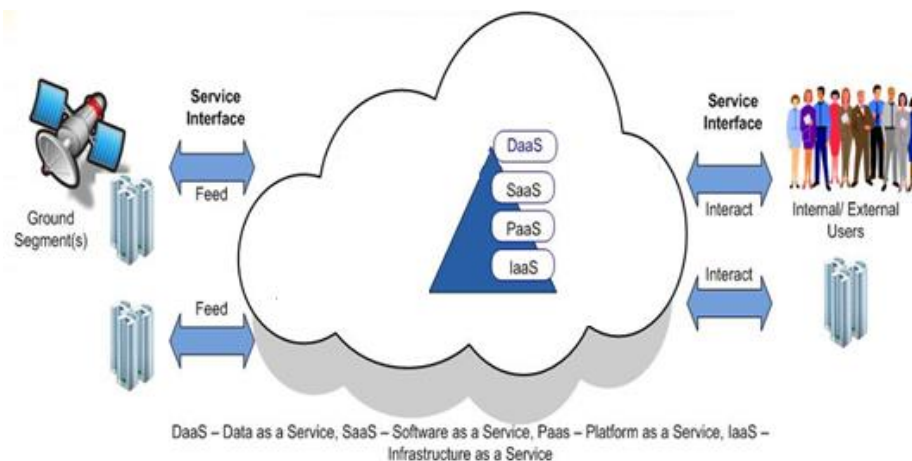 Service
Interface
Feed
Ground
Segment(s)
Feed
DaaS
SaaS
PaaS
IaaS
Service
Interface
Interact
Internal/ External
Users
Interact
DaaS – Data as a Service, SaaS – Software as a Service, Paas – Platform as a Service, IaaS –
Infrastructure as a Service